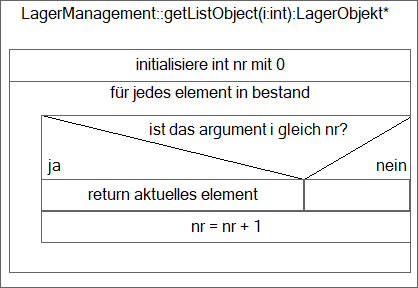 LagerManagement::getListObject(i:int):LagerObjekt*
initialisiere int nr mit 0
für jedes element in bestand
ist das argument i gleich nr?
ja nein
return aktuelles element
nr = nr + 1